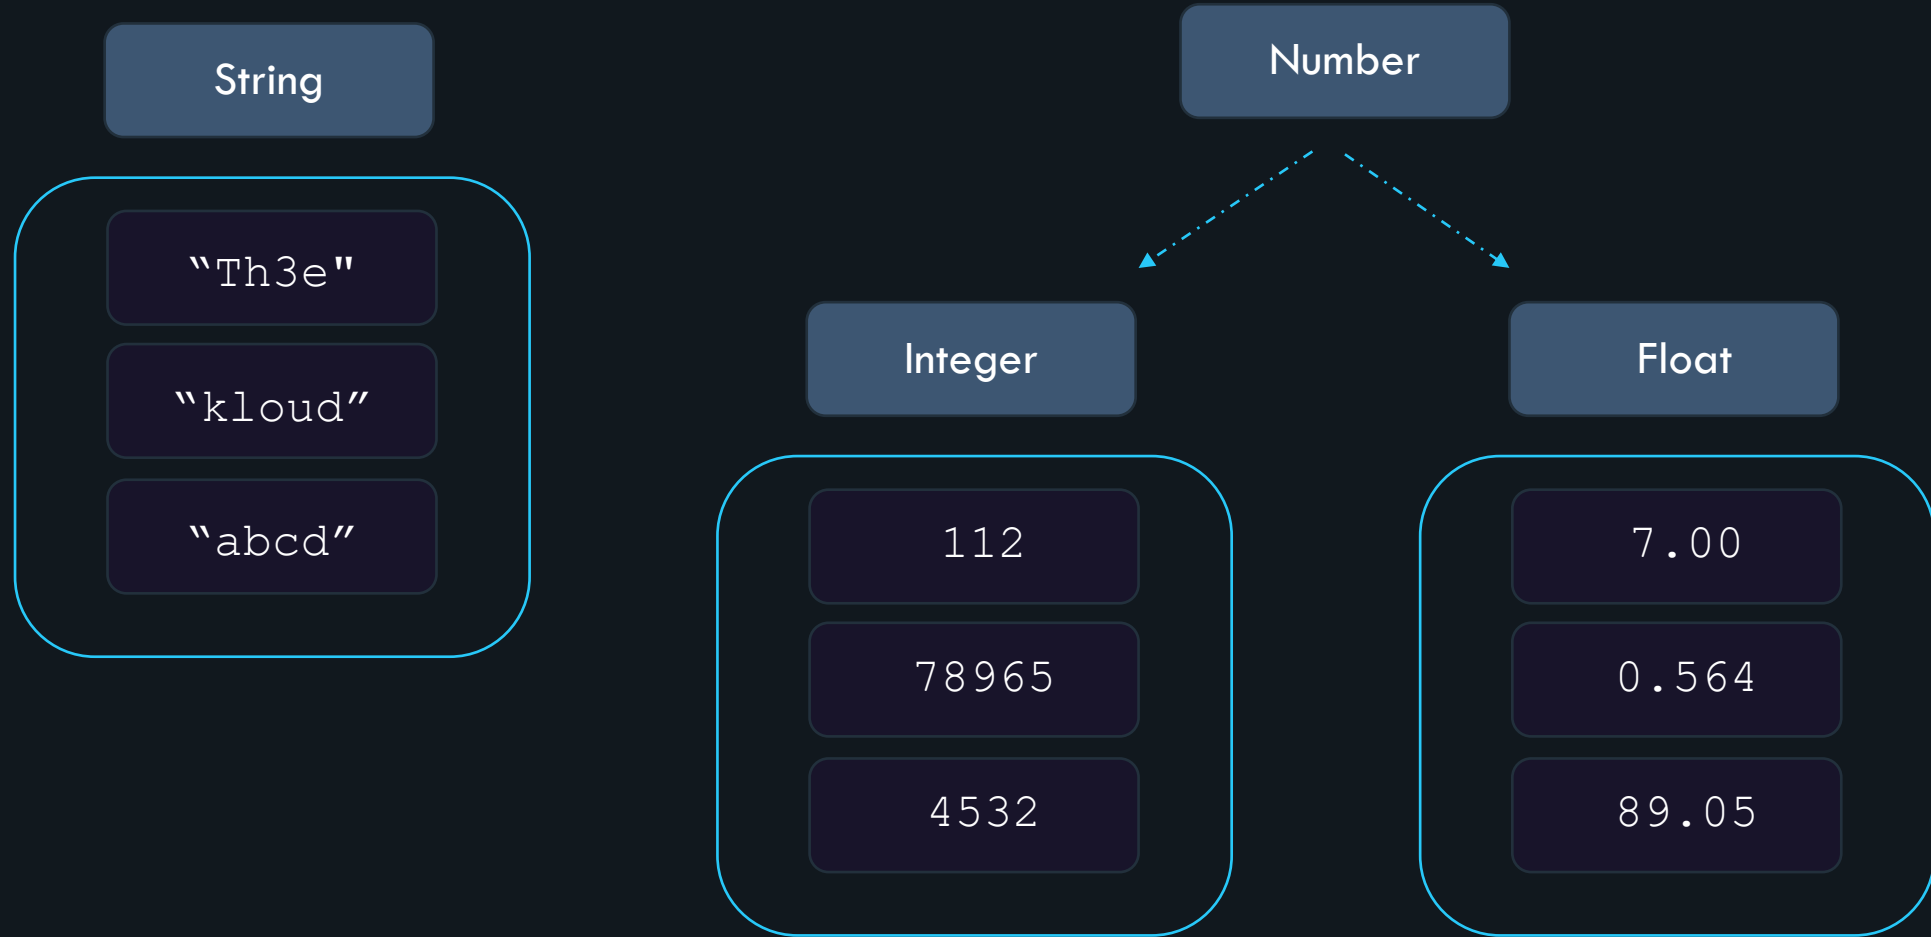 String
“Th3e"
“kloud”
“abcd”
Number
Integer
112
78965
4532
Float
7.00
0.564
89.05